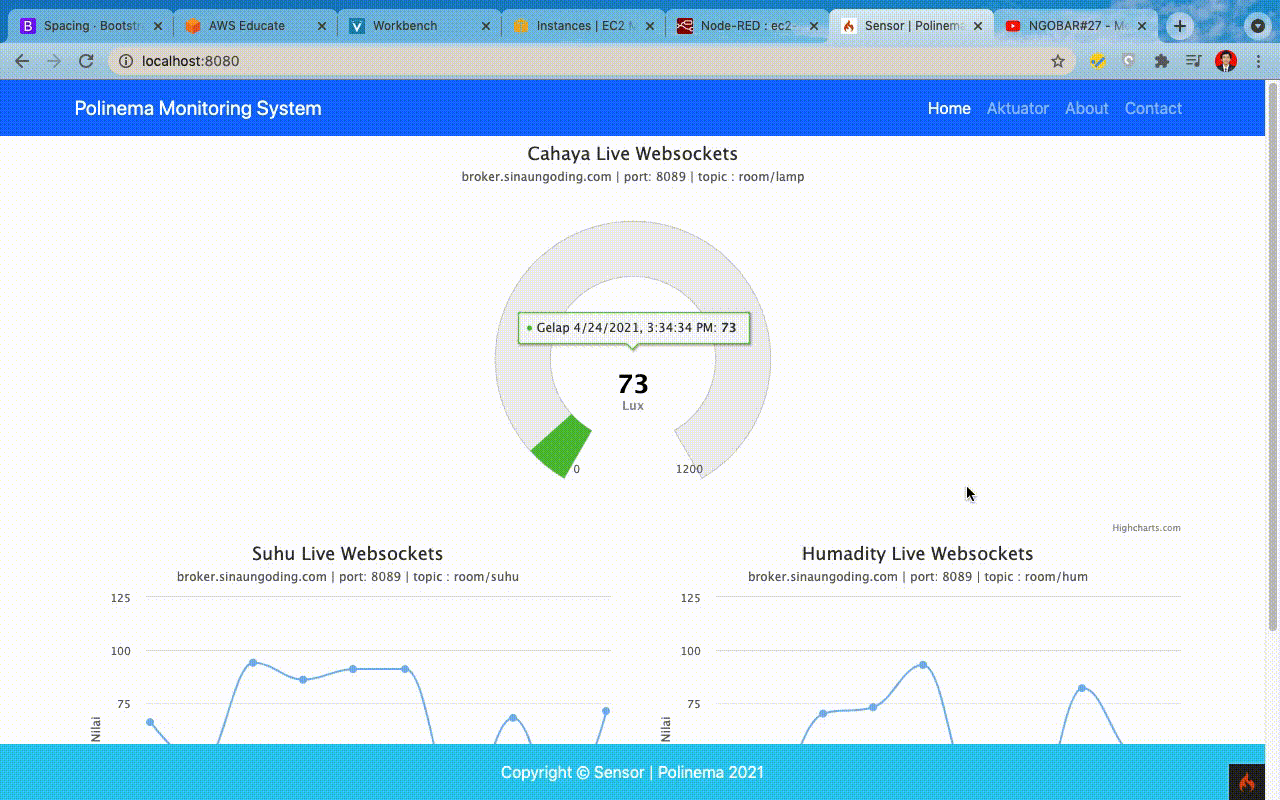 Spacing · Bootstr
AWS Educate
Workbench
Instances | EC2 M
Node-RED : ec2-
Sensor | Polinema
NGOBAR#27 - Mo
localhost:8080
Polinema Monitoring System
Home
Aktuator
About
Contact
Cahaya Live Websockets
broker.sinaungoding.com | port: 8089 | topic : room/lamp
Gelap 4/24/2021, 3:34:34 PM: 73
73
Lux
0
1200
Highcharts.com
Suhu Live Websockets
broker.sinaungoding.com | port: 8089 | topic : room/suhu
125
100
75
Nilai
Humadity Live Websockets
broker.sinaungoding.com | port: 8089 | topic : room/hum
125
100
75
Nilai
Copyright © Sensor | Polinema 2021